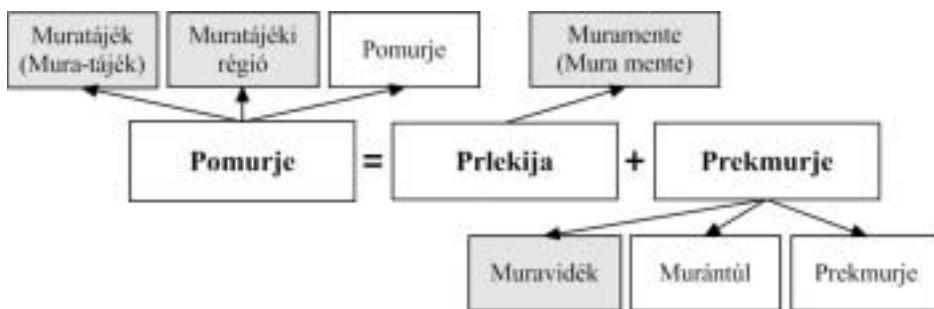 Muratájék
(Mura-tájék)
Muratájéki
régió
Pomurje
Muramente
(Mura mente)
Pomurje = Prlekija + Prekmurje
Muravidék
Murántúl
Prekmurje